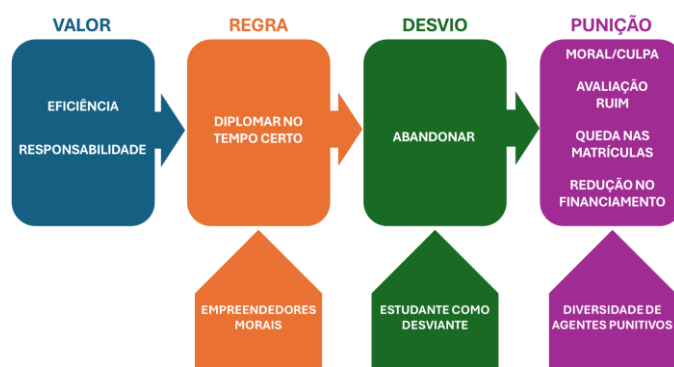 VALOR
REGRA
DESVIO
PUNIÇÃO
EFICIÊNCIA
RESPONSABILIDADE
DIPLOMAR NO
TEMPO CERTO
ABANDONAR
MORAL/CULPA
AVALIAÇÃO
RUIM
QUEDA NAS
MATRÍCULAS
REDUÇÃO NO
FINANCIAMENTO
EMPREENDEDORES
MORAIS
ESTUDANTE COMO
DESVIANTE
DIVERSIDADE DE
AGENTES PUNITIVOS